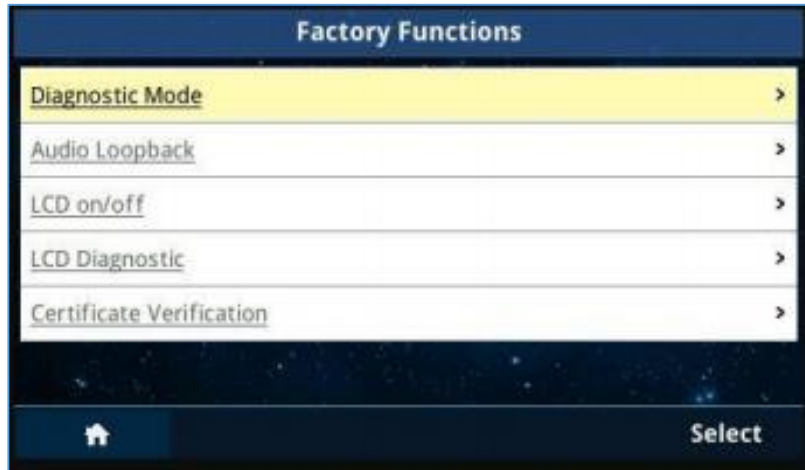 Factory Functions
Diagnostic Mode
Audio Loopback
LCD on/off
LCD Diagnostic
Certificate Verification
Select